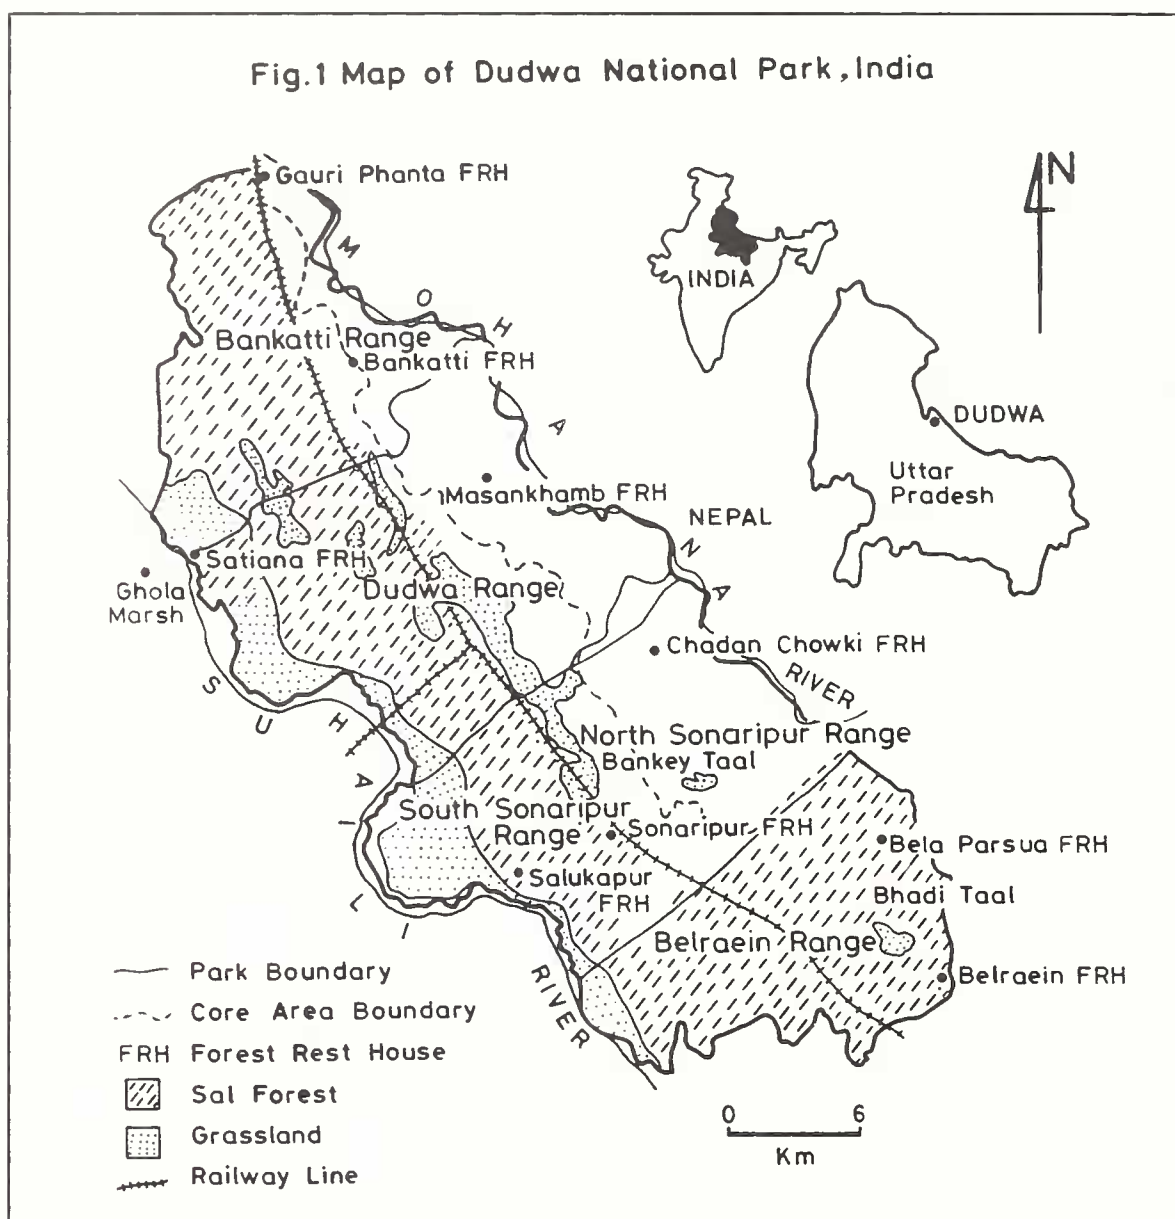 Fig.1 Map of Dudwa National Park, India
Gauri Phanta FRH
N
INDIA
MOHANA
Bankatti Range
Bankatti FRH
DUDWA
Uttar
Pradesh
Masankhamb FRH
NEPAL
Satiana FRH
Ghola
Marsh
Dudwa Range
Chadan Chowki FRH
RIVER
SUHALI
North Sonaripur Range
Bankey Taal
South Sonaripur
Range
Sonaripur FRH
Bela Parsua FRH
Salukapur
FRH
Bhadi Taal
Belraein Range
RIVER
Belraein FRH
Park Boundary
Core Area Boundary
FRH Forest Rest House
Sal Forest
Grassland
Railway Line
0 6
Km